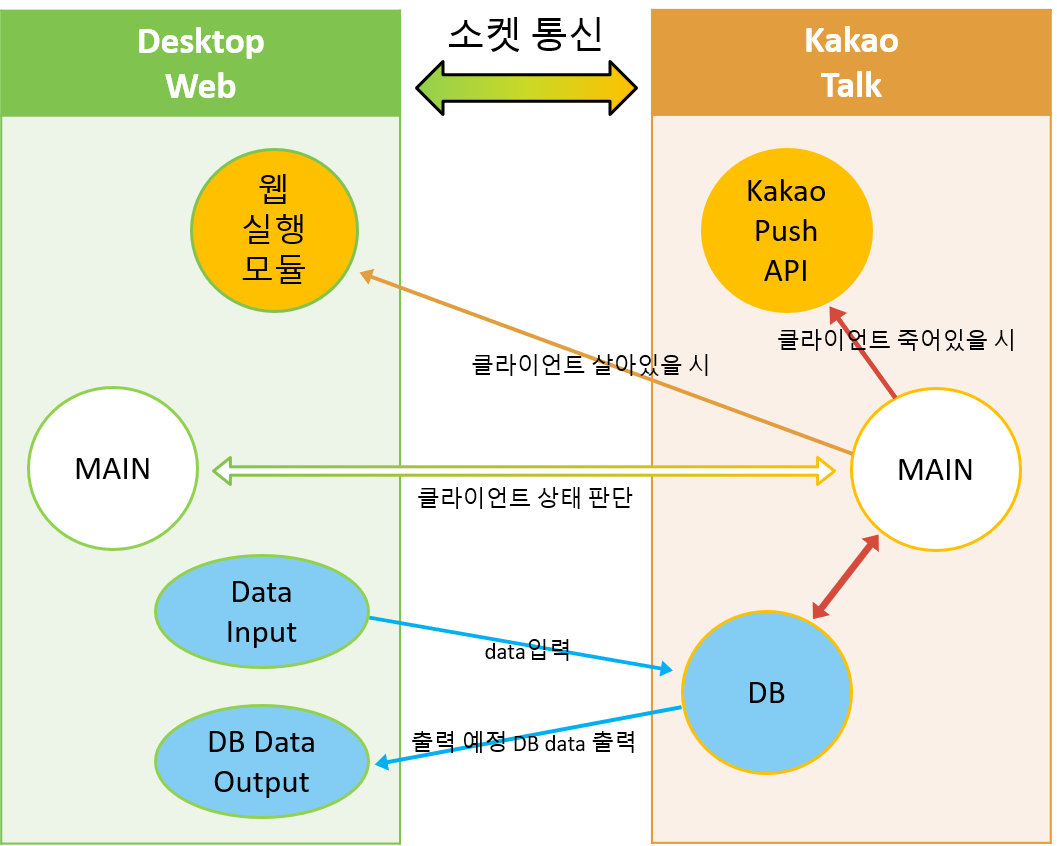 Desktop
Web
소켓 통신
Kakao
Talk
웹
실행
모듈
Kakao
Push
API
클라이언트 죽어있을 시
클라이언트 살아있을 시
MAIN
MAIN
클라이언트 상태 판단
Data
Input
data입력
DB
DB Data
Output
출력 예정 DB data 출력